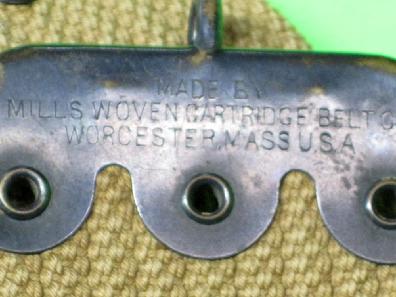 MADE BY
MILLS WOVEN CARTRIDGE BELT C
WORCESTER, MASS U.S.A